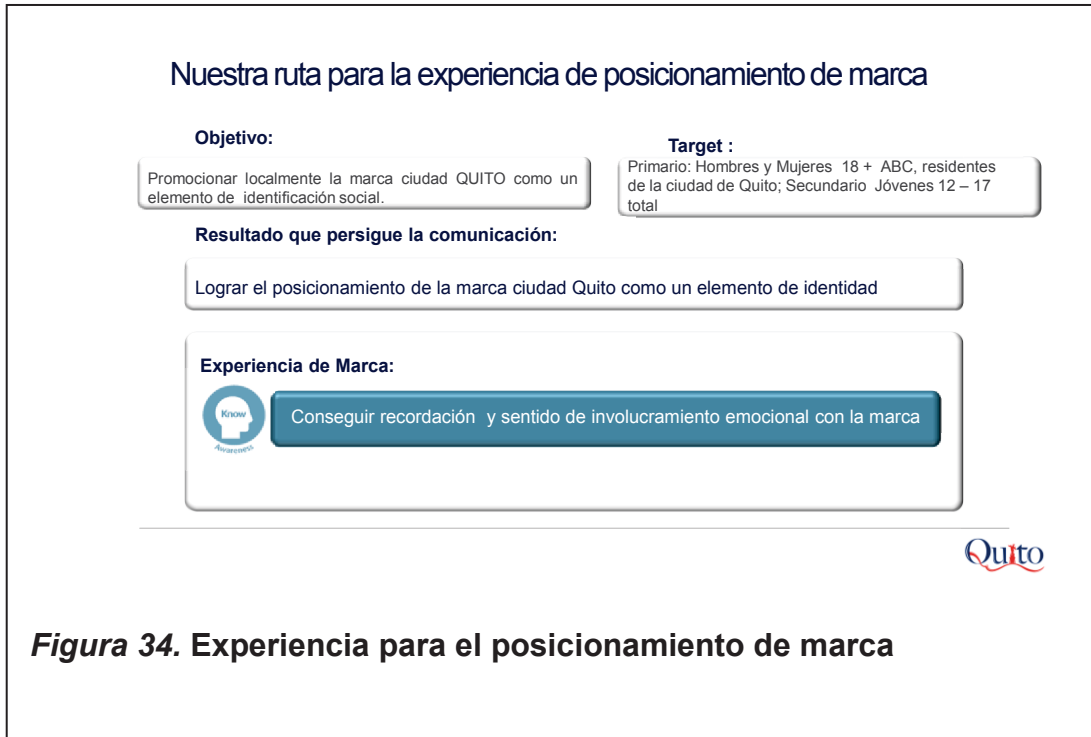 Nuestra ruta para la experiencia de posicionamiento de marca
Objetivo:
Promocionar localmente la marca ciudad QUITO como un
elemento de identificación social.
Target :
Primario: Hombres y Mujeres 18 + ABC, residentes
de la ciudad de Quito; Secundario Jóvenes 12 – 17
total
Resultado que persigue la comunicación:
Lograr el posicionamiento de la marca ciudad Quito como un elemento de identidad
Experiencia de Marca:
Know
Awareness
Conseguir recordación y sentido de involucramiento emocional con la marca
Quito
Figura 34. Experiencia para el posicionamiento de marca